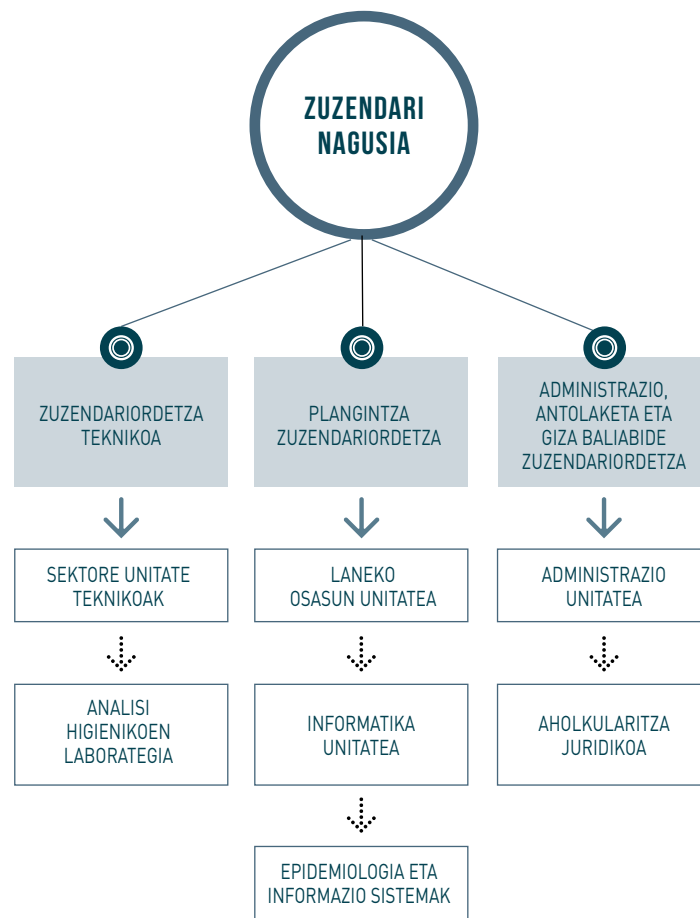 ZUZENDARI
NAGUSIA
ZUZENDARIORDETZA
TEKNIKOA
PLANGINTZA
ZUZENDARIORDETZA
ADMINISTRAZIO,
ANTOLAKETA ETA
GIZA BALIABIDE
ZUZENDARIORDETZA
SEKTORE UNITATE
TEKNIKOAK
LANEKO
OSASUN UNITATEA
ADMINISTRAZIO
UNITATEA
ANALISI
HIGIENIKOEN
LABORATEGIA
INFORMATIKA
UNITATEA
AHOLKULARITZA
JURIDIKOA
EPIDEMIOLOGIA ETA
INFORMAZIO SISTEMAK